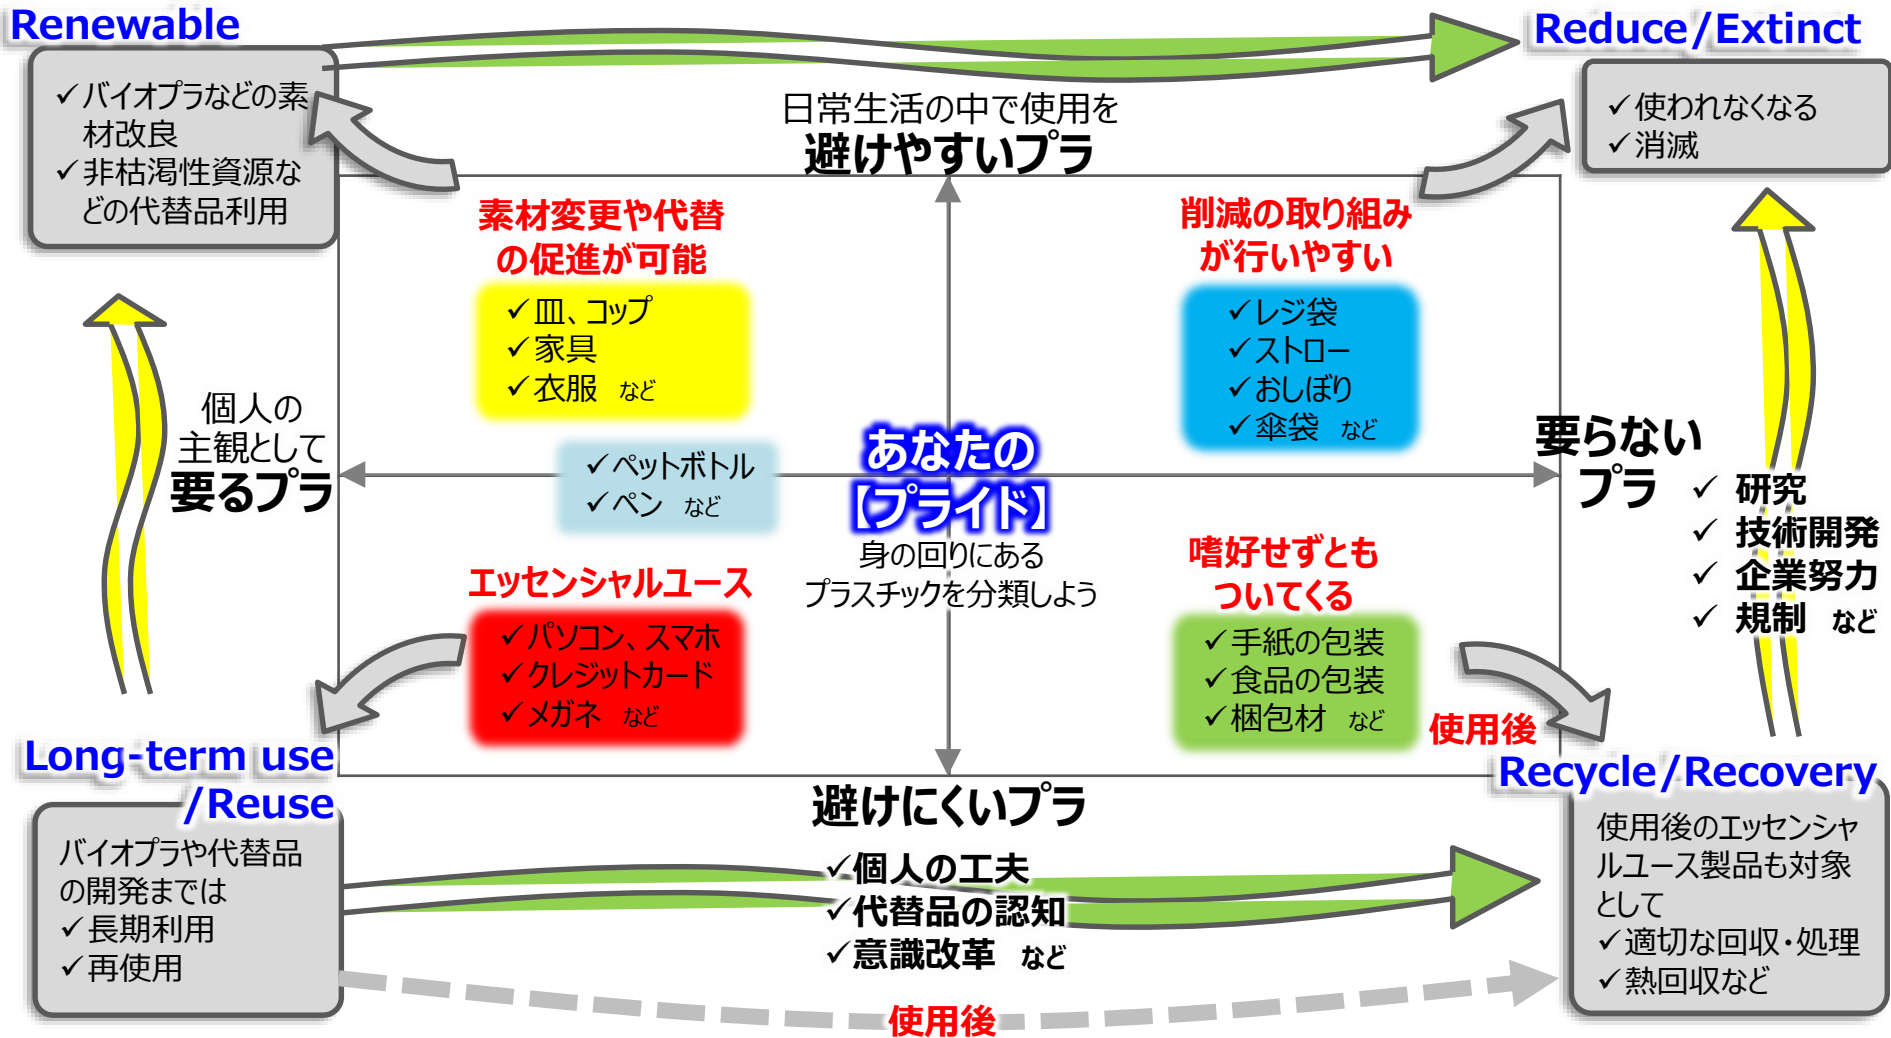 Renewable
✓バイオプラなどの素
材改良
✓非枯渇性資源な
どの代替品利用
Reduce/Extinct
✓使われなくなる
✓消滅
日常生活の中で使用を
避けやすいプラ
素材変更や代替
の促進が可能
✓皿、コップ
✓家具
✓衣服 など
削減の取り組み
が行いやすい
✓レジ袋
✓ストロー
✓おしぼり
✓傘袋 など
個人の
主観として
要るプラ
✓ペットボトル
✓ペン など
あなたの
【プライド】
身の回りにある
プラスチックを分類しよう
要らない
プラ
✓ 研究
✓ 技術開発
✓ 企業努力
✓ 規制 など
エッセンシャルユース
✓パソコン、スマホ
✓クレジットカード
✓メガネ など
嗜好せずとも
ついてくる
✓手紙の包装
✓食品の包装
✓梱包材 など
使用後
Long-term use
/Reuse
バイオプラや代替品
の開発までは
✓長期利用
✓再使用
避けにくいプラ
✓個人の工夫
✓代替品の認知
✓意識改革 など
使用後
Recycle/Recovery
使用後のエッセンシャ
ルユース製品も対象
として
✓適切な回収・処理
✓熱回収など